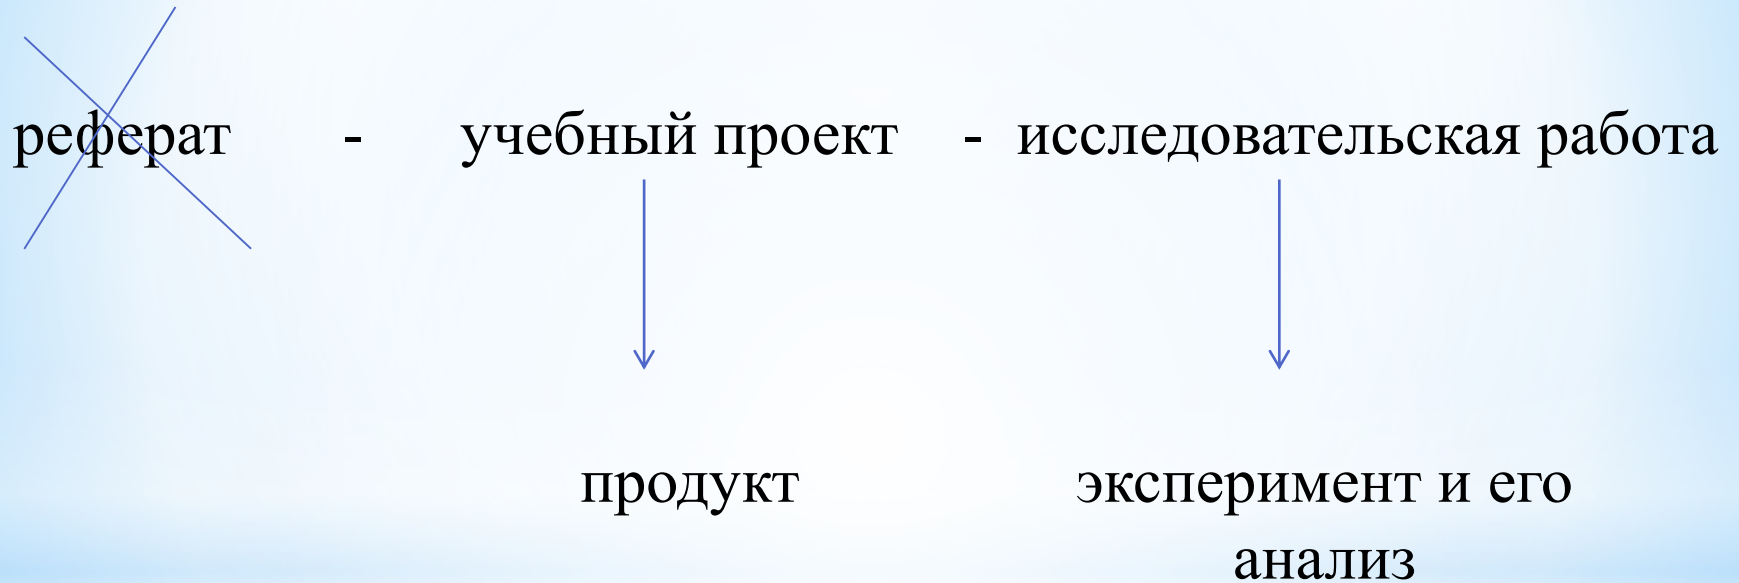 реферат - учебный проект - исследовательская работа
продукт эксперимент и его
анализ